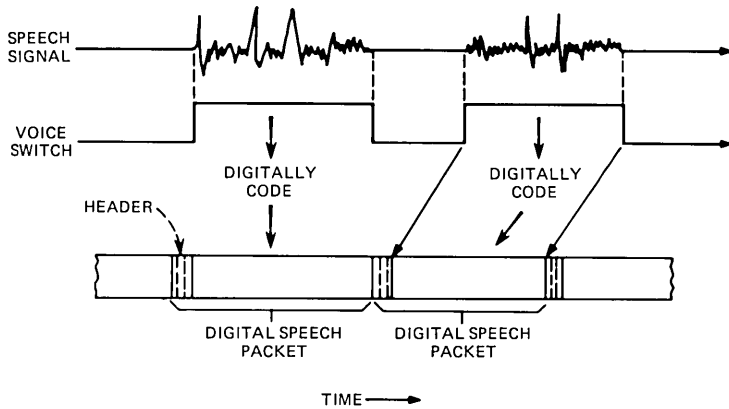 SPEECH
SIGNAL
VOICE
SWITCH
DIGITALLY
CODE
DIGITALLY
CODE
HEADER
DIGITAL SPEECH
PACKET
DIGITAL SPEECH
PACKET
TIME